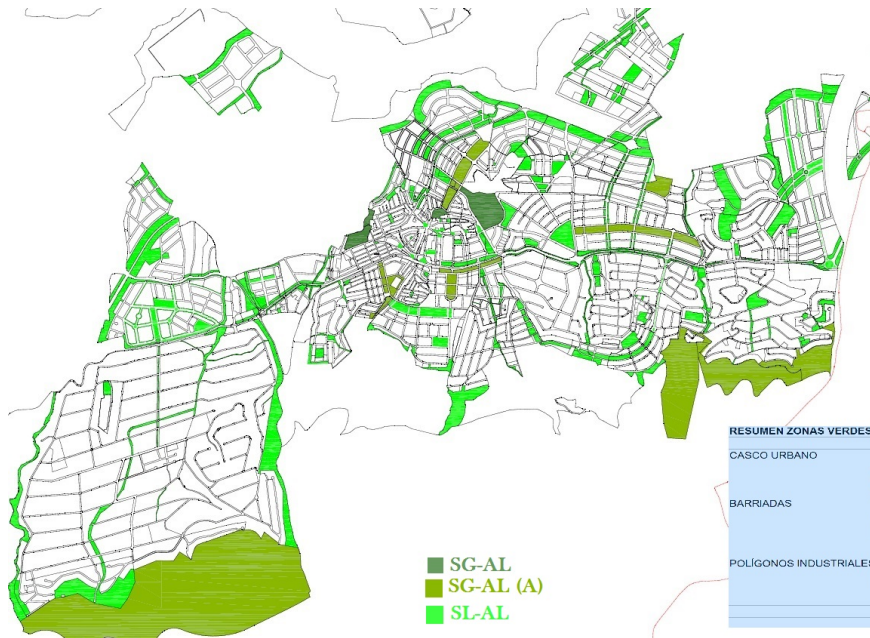 RESUMEN ZONAS VERDES
CASCO URBANO
BARRIADAS
POLÍGONOS INDUSTRIALES
SG-AL
SG-AL (A)
SL-AL